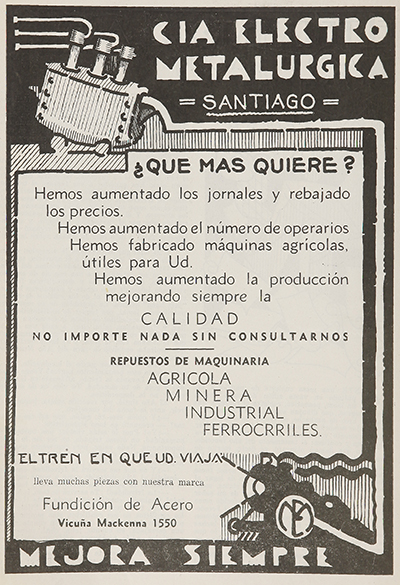 CIA ELECTRO
METALURGICA
= SANTIAGO =
¿QUE MAS QUIERE?
Hemos aumentado los jornales y rebajado
los precios.
Hemos aumentado el número de operarios
Hemos fabricado máquinas agrícolas,
útiles para Ud.
Hemos aumentado la producción
mejorando siempre la
CALIDAD
NO IMPORTE NADA SIN CONSULTARNOS
REPUESTOS DE MAQUINARIA
AGRICOLA
MINERA
INDUSTRIAL
FERROCRRILES.
EL TREN EN QUE UD. VIAJA
lleva muchas piezas con nuestra marca
Fundición de Acero
Vicuña Mackenna 1550
MEJORA SIEMPRE